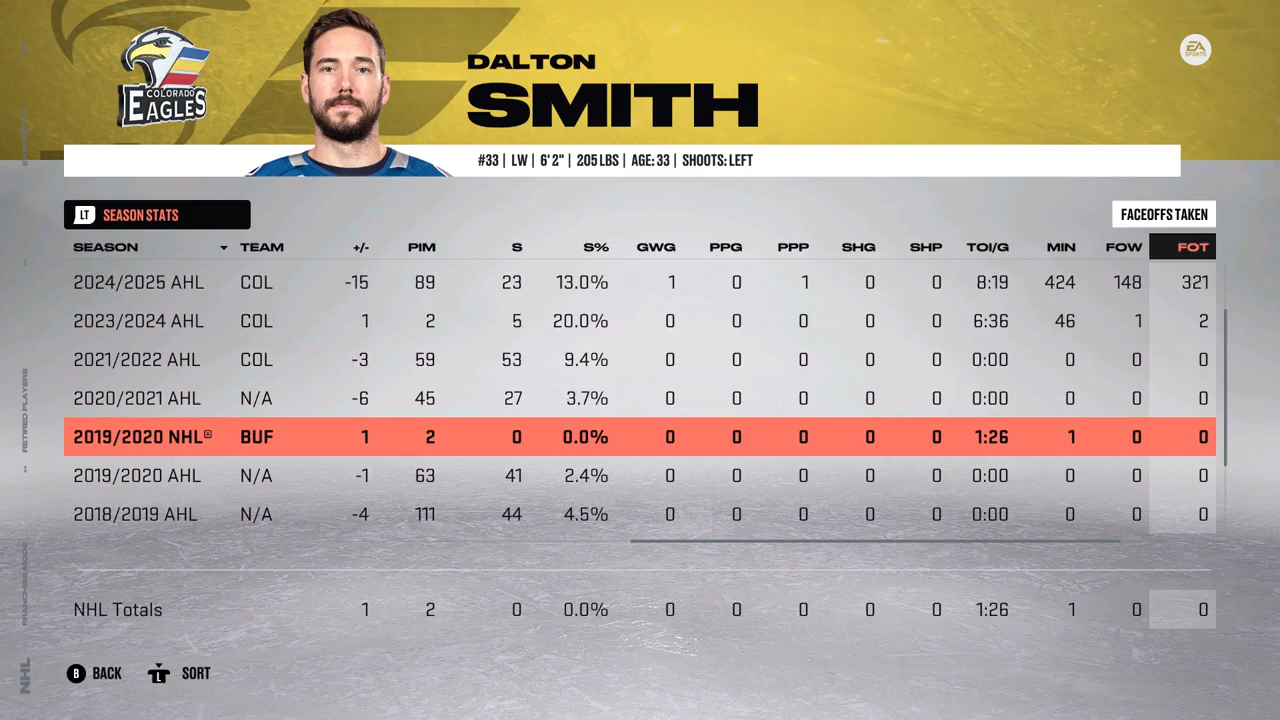 COLORADO
EAGLES
DALTON
SMITH
EA
SPORTS
#33 | LW | 6' 2" | 205 LBS | AGE: 33 | SHOOTS: LEFT
LT SEASON STATS
FACEOFFS TAKEN
SEASON TEAM +/- PIM S S% GWG PPG PPP SHG SHP TOI/G MIN FOW FOT
2024/2025 AHL COL -15 89 23 13.0% 1 0 1 0 0 8:19 424 148 321
2023/2024 AHL COL 1 2 5 20.0% 0 0 0 0 0 6:36 46 1 2
2021/2022 AHL COL -3 59 53 9.4% 0 0 0 0 0 0:00 0 0 0
2020/2021 AHL N/A -6 45 27 3.7% 0 0 0 0 0 0:00 0 0 0
2019/2020 NHL BUF 1 2 0 0.0% 0 0 0 0 0 1:26 1 0 0
2019/2020 AHL N/A -1 63 41 2.4% 0 0 0 0 0 0:00 0 0 0
2018/2019 AHL N/A -4 111 44 4.5% 0 0 0 0 0 0:00 0 0 0
NHL Totals 1 2 0 0.0% 0 0 0 0 0 1:26 1 0 0
B BACK L SORT
NHL
FRANCHISE MODE
RETIRED PLAYERS